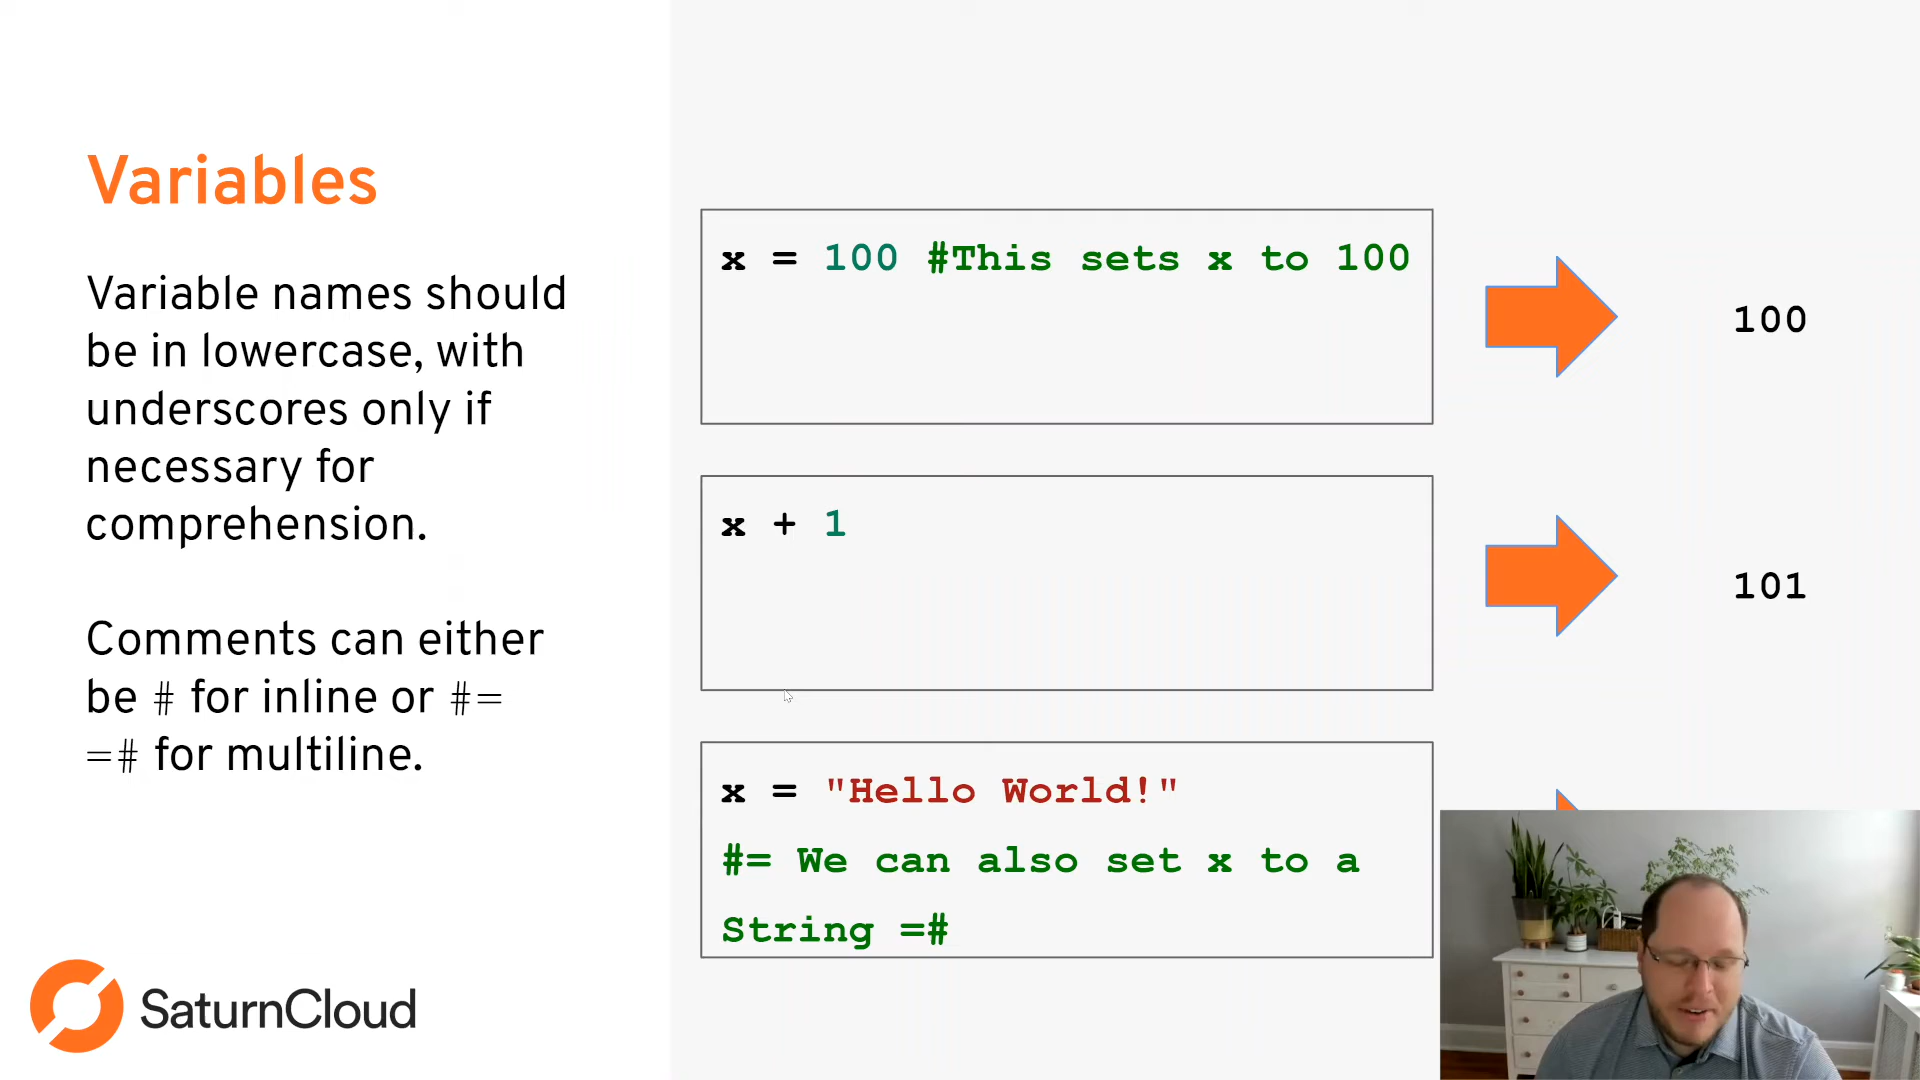 Variables
Variable names should
be in lowercase, with
underscores only if
necessary for
comprehension.
Comments can either
be # for inline or #=
=# for multiline.
x = 100 #This sets x to 100
100
x + 1
101
x = "Hello World!"
#= We can also set x to a
String =#
SaturnCloud